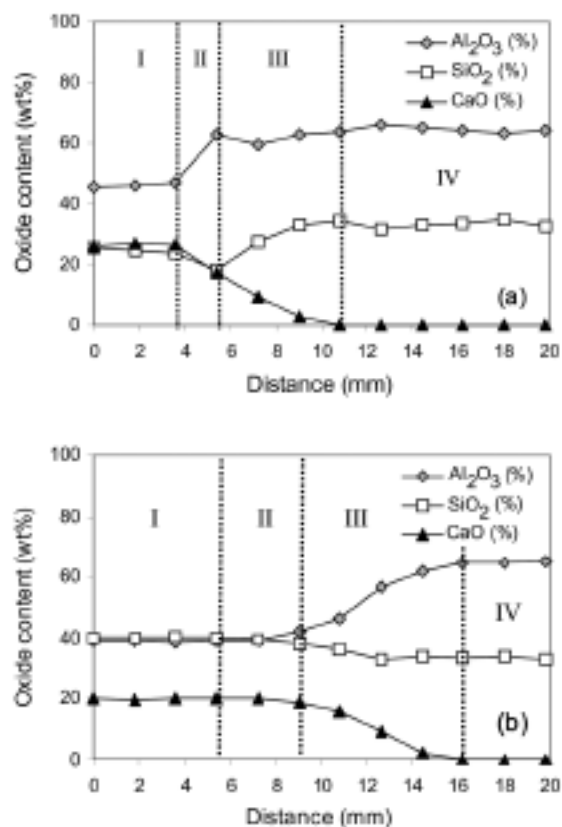 100
80
60
40
20
0
Oxide content (wt%)
I
II
III
IV
Al₂O₃ (%)
SiO₂ (%)
CaO (%)
(a)
0 2 4 6 8 10 12 14 16 18 20
Distance (mm)
100
80
60
40
20
0
Oxide content (wt%)
I
II
III
IV
Al₂O₃ (%)
SiO₂ (%)
CaO (%)
(b)
0 2 4 6 8 10 12 14 16 18 20
Distance (mm)